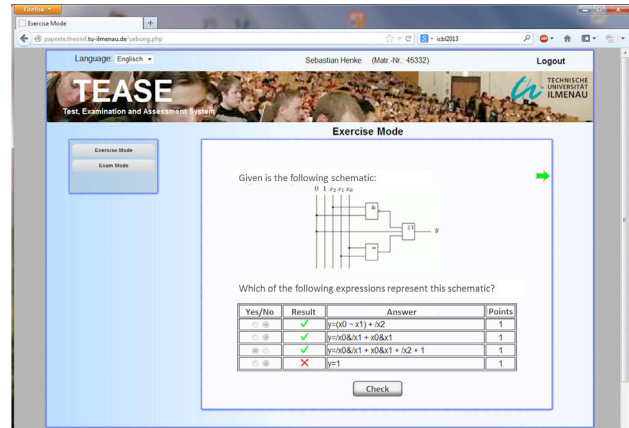 Firefox
Exercise Mode
papexte.theoinf.tu-ilmenau.de/uebung.php
icbl2013
Language: Englisch
Sebastian Henke (Matr.-Nr.: 45332)
Logout
TEASE
Test, Examination and Assessment System
TECHNISCHE
UNIVERSITÄT
ILMENAU
Exercise Mode
Exercise Mode
Exam Mode
Given is the following schematic:
0 1 x2 x1 x0
&
≥1
y
=
Which of the following expressions represent this schematic?
Yes/No Result Answer Points
y=(x0 ~ x1) + /x2 1
y=/x0&/x1 + x0&x1 1
y=/x0&/x1 + x0&x1 + /x2 + 1 1
y=1 1
Check